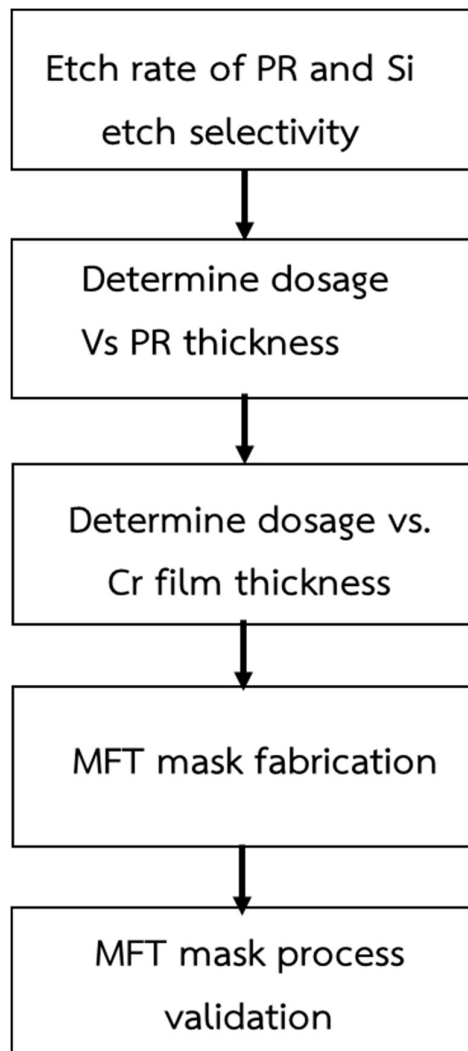 Etch rate of PR and Si
etch selectivity
Determine dosage
Vs PR thickness
Determine dosage vs.
Cr film thickness
MFT mask fabrication
MFT mask process
validation